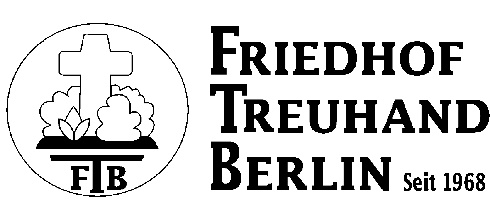 FTB
FRIEDHOF
TREUHAND
BERLIN Seit 1968